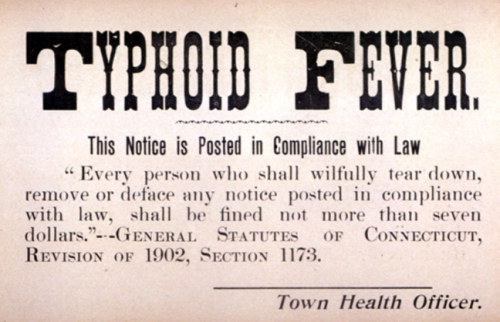 TYPHOID FEVER.
This Notice is Posted in Compliance with Law
" Every person who shall wilfully tear down,
remove or deface any notice posted in compliance
with law, shall be fined not more than seven
dollars."--GENERAL STATUTES OF CONNECTICUT,
REVISION OF 1902, SECTION 1173.
Town Health Officer.